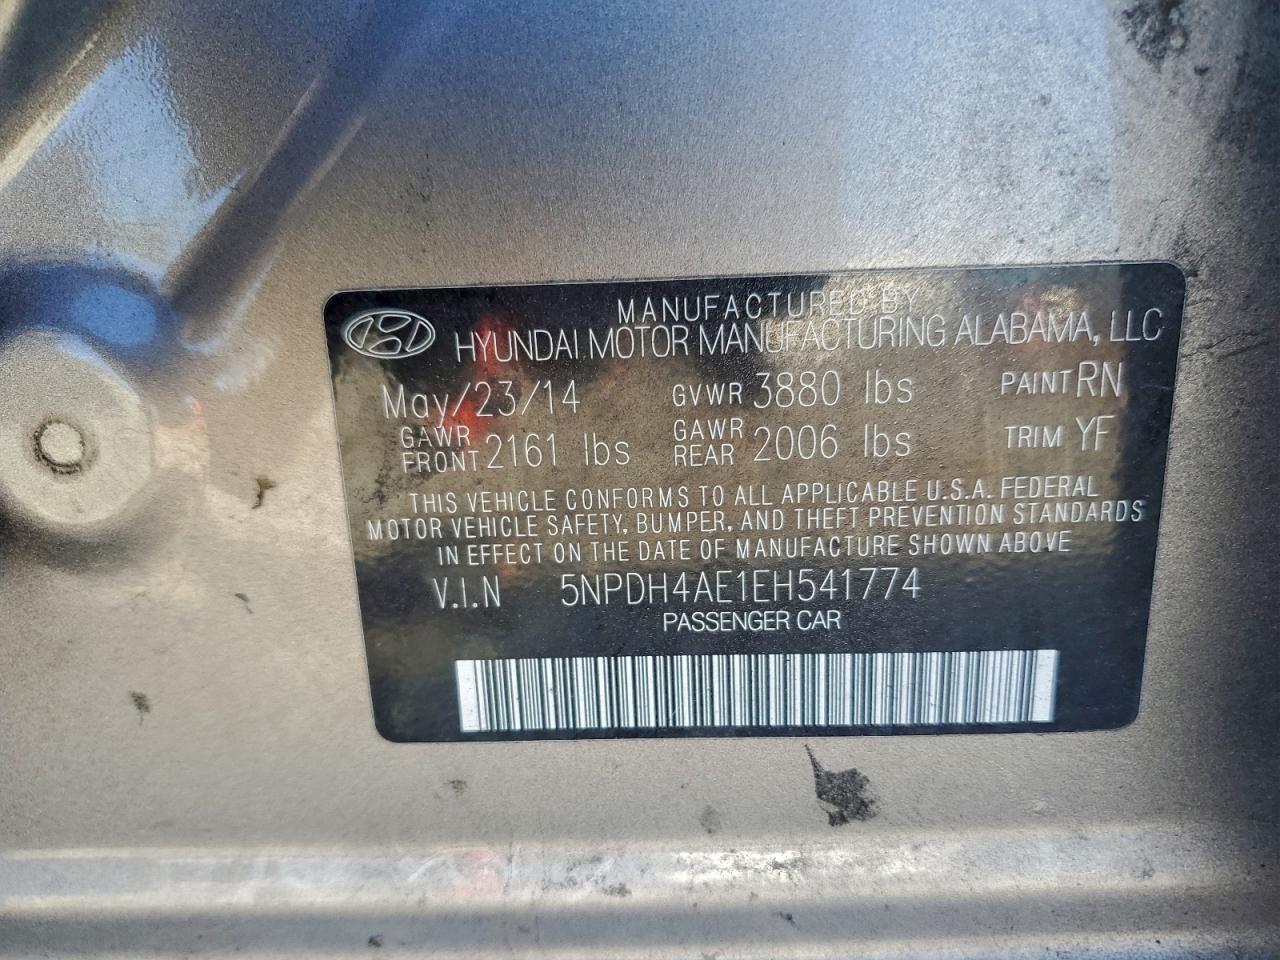 MANUFACTURED BY
HYUNDAI MOTOR MANUFACTURING ALABAMA, LLC
May/23/14 GVWR 3880 lbs PAINT RN
GAWR FRONT 2161 lbs GAWR REAR 2006 lbs TRIM YF
THIS VEHICLE CONFORMS TO ALL APPLICABLE U.S.A. FEDERAL
MOTOR VEHICLE SAFETY, BUMPER, AND THEFT PREVENTION STANDARDS
IN EFFECT ON THE DATE OF MANUFACTURE SHOWN ABOVE
V.I.N 5NPDH4AE1EH541774
PASSENGER CAR